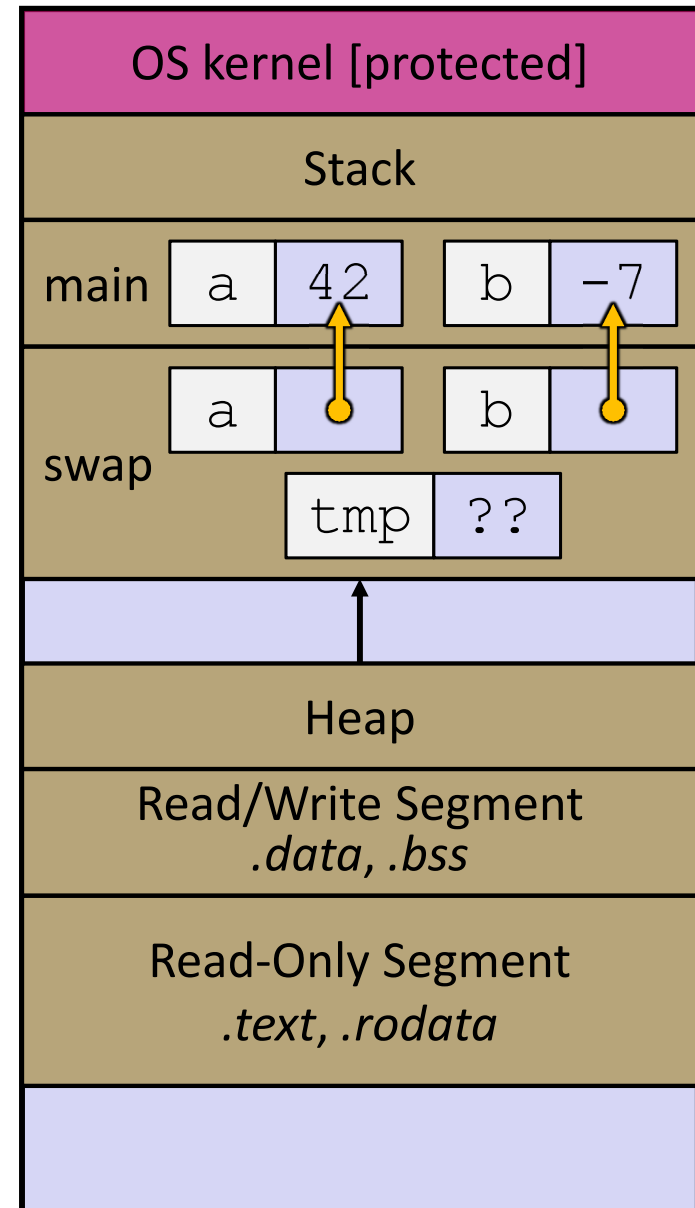 OS kernel [protected]
Stack
main a 42 b -7
a b
swap
tmp ??
Heap
Read/Write Segment
.data, .bss
Read-Only Segment
.text, .rodata